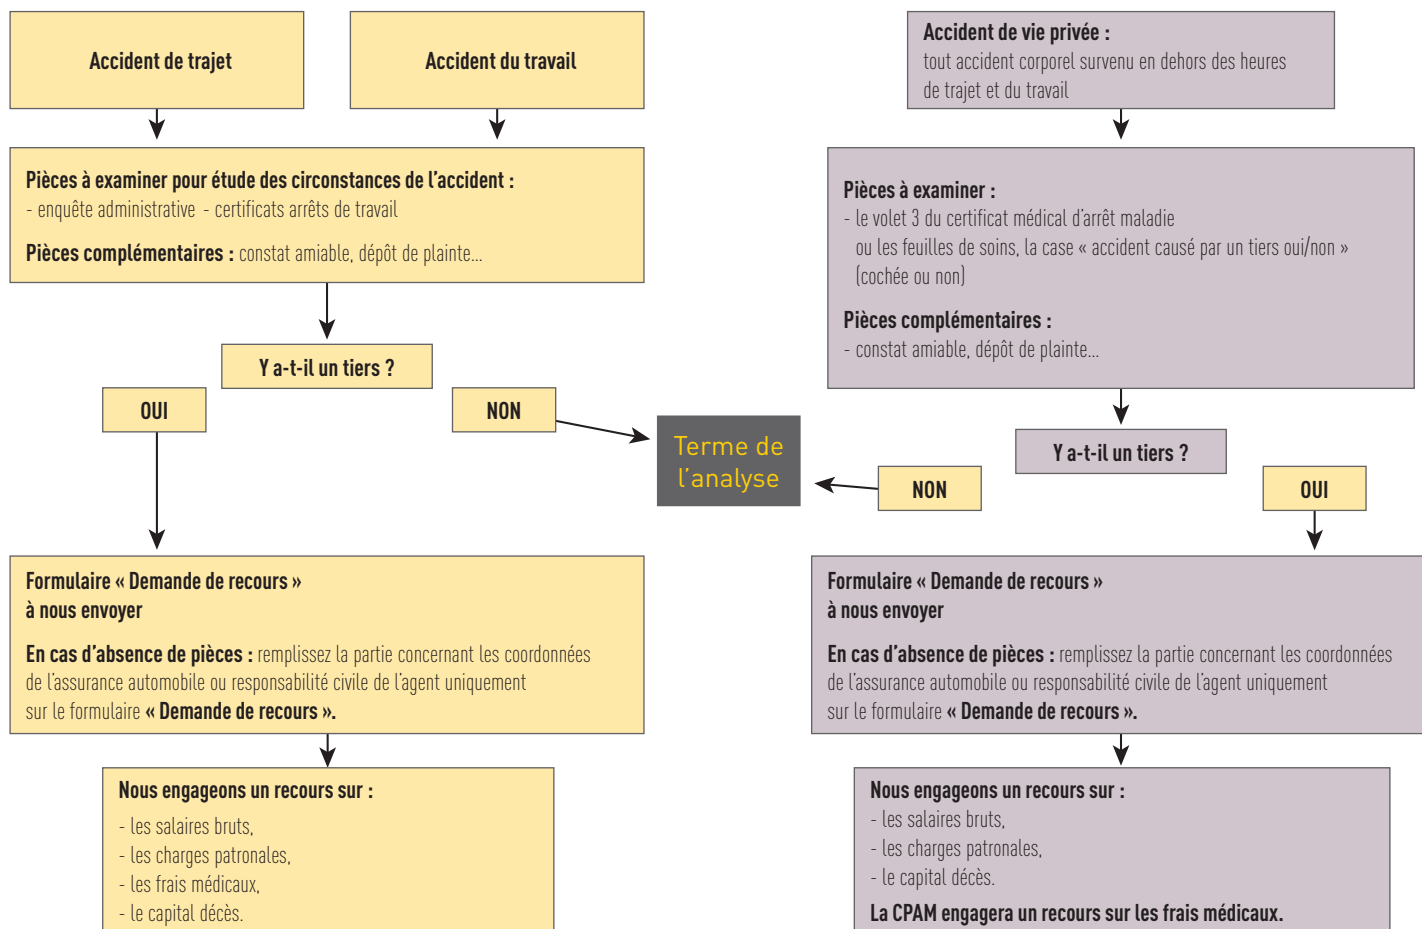 Accident de trajet
Accident du travail
Pièces à examiner pour étude des circonstances de l’accident :
- enquête administrative - certificats arrêts de travail
Pièces complémentaires : constat amiable, dépôt de plainte...
Y a-t-il un tiers ?
OUI
NON
Terme de
l’analyse
Formulaire « Demande de recours »
à nous envoyer
En cas d’absence de pièces : remplissez la partie concernant les coordonnées
de l’assurance automobile ou responsabilité civile de l’agent uniquement
sur le formulaire « Demande de recours ».
Nous engageons un recours sur :
- les salaires bruts,
- les charges patronales,
- les frais médicaux,
- le capital décès.
Accident de vie privée :
tout accident corporel survenu en dehors des heures
de trajet et du travail
Pièces à examiner :
- le volet 3 du certificat médical d’arrêt maladie
ou les feuilles de soins, la case « accident causé par un tiers oui/non »
(cochée ou non)
Pièces complémentaires :
- constat amiable, dépôt de plainte...
Y a-t-il un tiers ?
NON
OUI
Formulaire « Demande de recours »
à nous envoyer
En cas d’absence de pièces : remplissez la partie concernant les coordonnées
de l’assurance automobile ou responsabilité civile de l’agent uniquement
sur le formulaire « Demande de recours ».
Nous engageons un recours sur :
- les salaires bruts,
- les charges patronales,
- le capital décès.
La CPAM engagera un recours sur les frais médicaux.